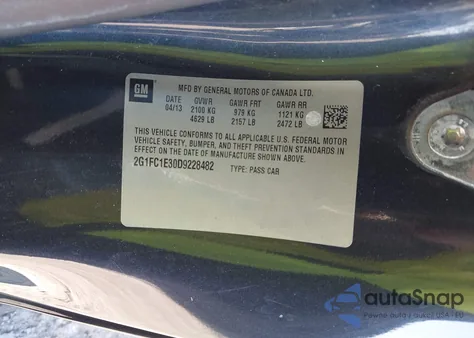 GM
MFD BY GENERAL MOTORS OF CANADA LTD.
DATE GVWR GAWR FRT GAWR RR
04/13 2100 KG 979 KG 1121 KG
4629 LB 2157 LB 2472 LB
THIS VEHICLE CONFORMS TO ALL APPLICABLE U.S. FEDERAL MOTOR
VEHICLE SAFETY, BUMPER, AND THEFT PREVENTION STANDARDS IN
EFFECT ON THE DATE OF MANUFACTURE SHOWN ABOVE.
2G1FC1E30D9228482 TYPE: PASS CAR
autoSnap